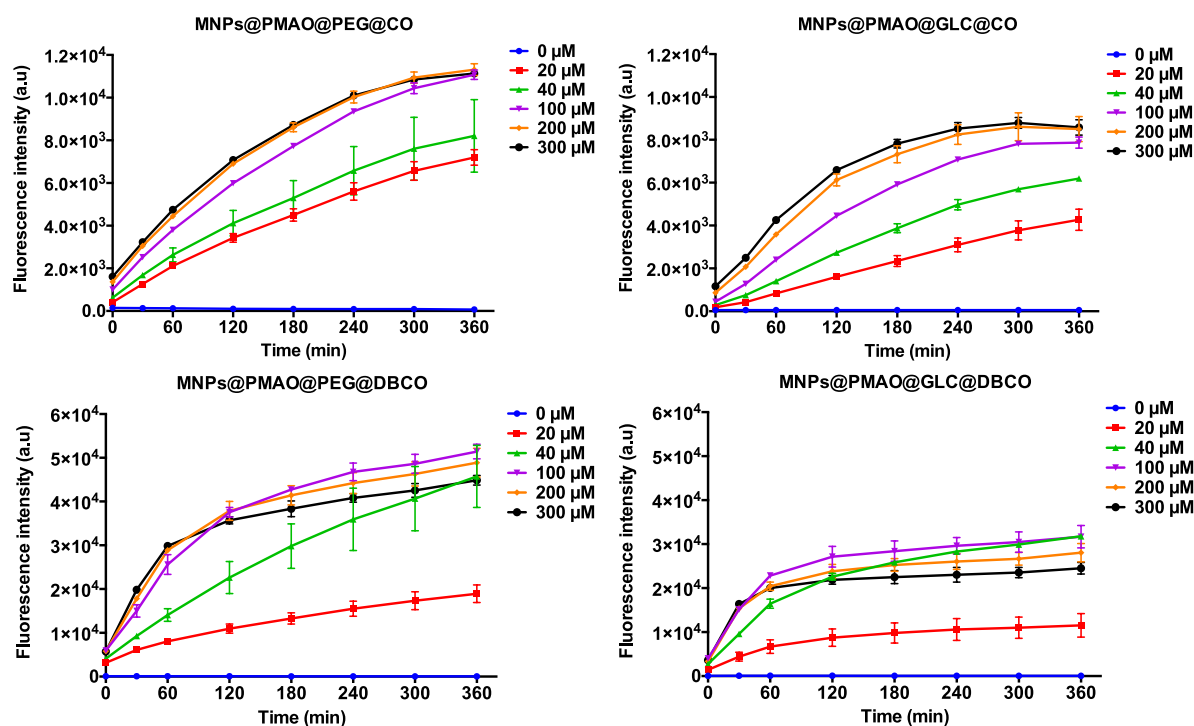 MNPs@PMAO@PEG@CO
Fluorescence intensity (a.u)
1.2×10⁴
1.0×10⁴
8.0×10³
6.0×10³
4.0×10³
2.0×10³
0.0
0 60 120 180 240 300 360
Time (min)
0 µM
20 µM
40 µM
100 µM
200 µM
300 µM
MNPs@PMAO@GLC@CO
Fluorescence intensity (a.u)
1.2×10⁴
1.0×10⁴
8.0×10³
6.0×10³
4.0×10³
2.0×10³
0.0
0 60 120 180 240 300 360
Time (min)
0 µM
20 µM
40 µM
100 µM
200 µM
300 µM
MNPs@PMAO@PEG@DBCO
Fluorescence intensity (a.u)
6×10⁴
5×10⁴
4×10⁴
3×10⁴
2×10⁴
1×10⁴
0
0 60 120 180 240 300 360
Time (min)
0 µM
20 µM
40 µM
100 µM
200 µM
300 µM
MNPs@PMAO@GLC@DBCO
Fluorescence intensity (a.u)
6×10⁴
5×10⁴
4×10⁴
3×10⁴
2×10⁴
1×10⁴
0
0 60 120 180 240 300 360
Time (min)
0 µM
20 µM
40 µM
100 µM
200 µM
300 µM